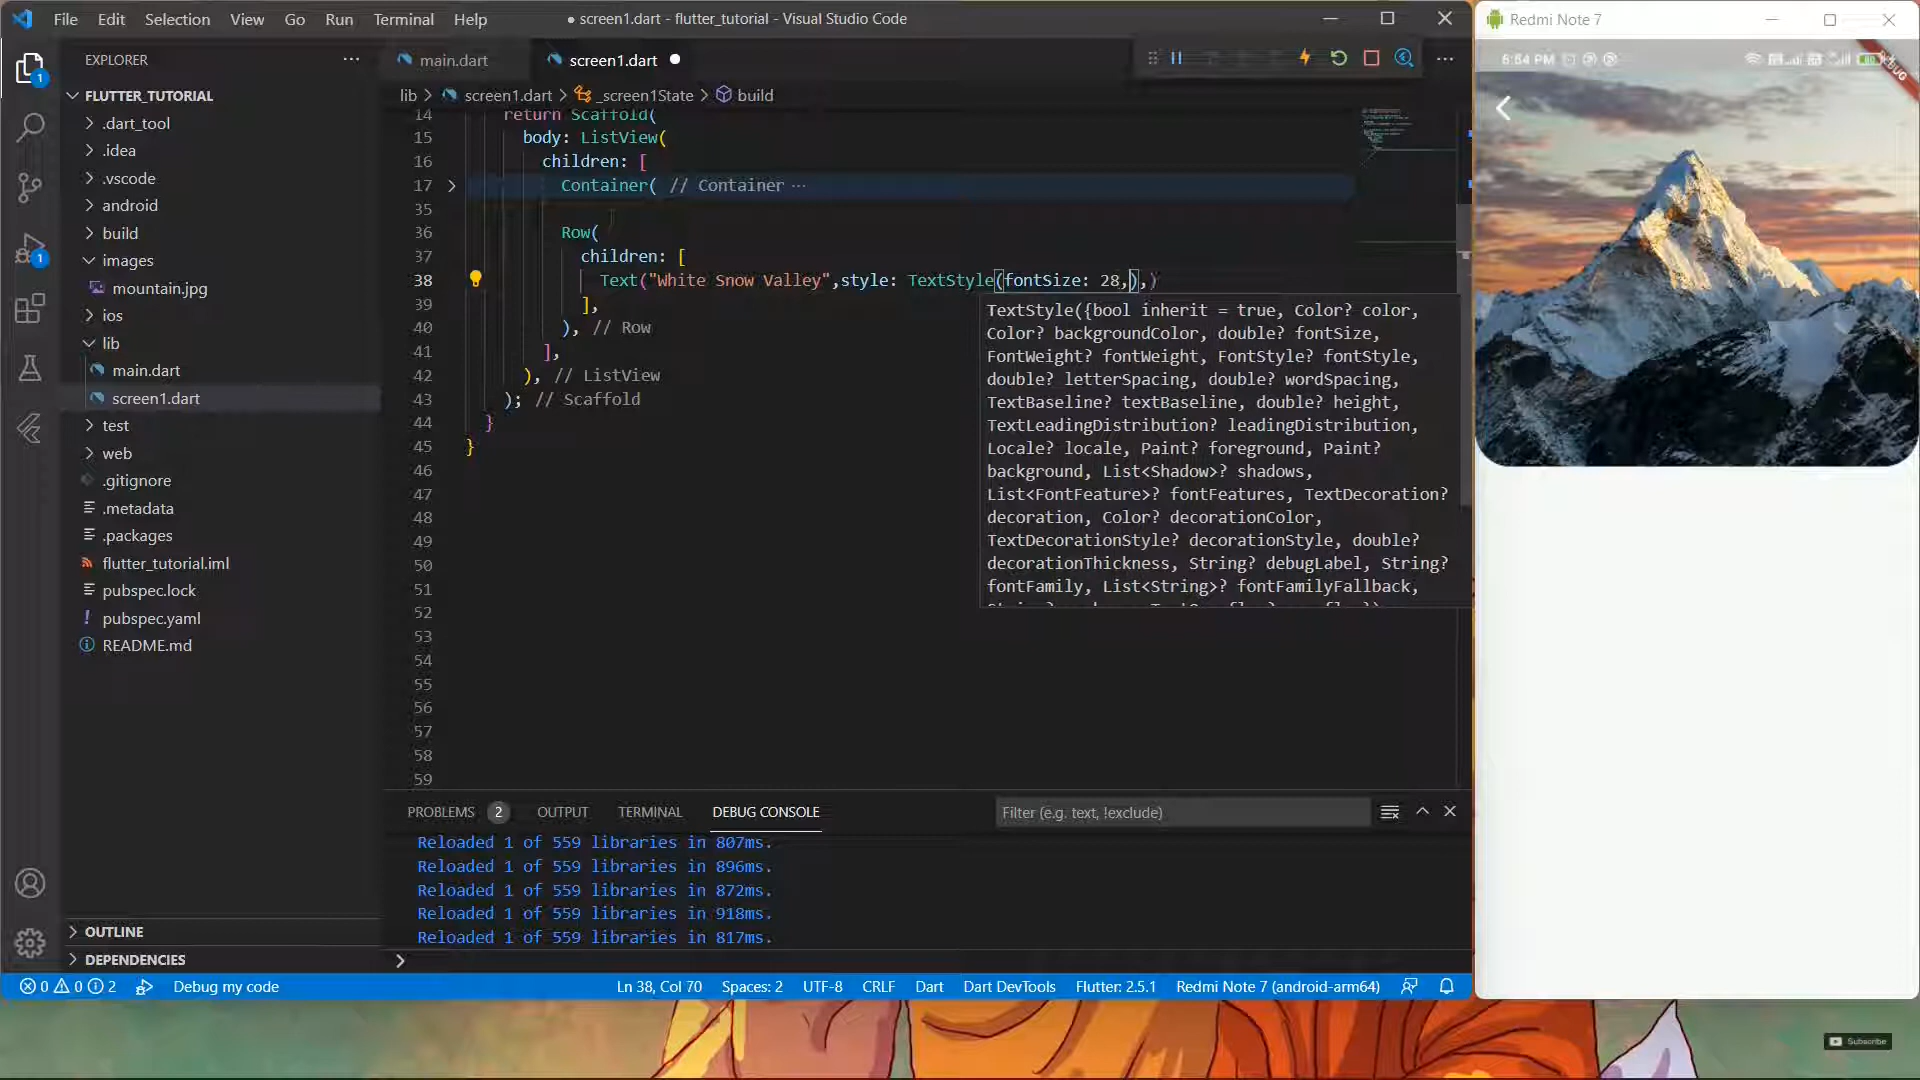 File Edit Selection View Go Run Terminal Help
● screen1.dart - flutter_tutorial - Visual Studio Code
Redmi Note 7
EXPLORER
main.dart
screen1.dart
FLUTTER_TUTORIAL
.dart_tool
.idea
.vscode
android
build
images
mountain.jpg
ios
lib
main.dart
screen1.dart
test
web
.gitignore
.metadata
.packages
flutter_tutorial.iml
pubspec.lock
pubspec.yaml
README.md
OUTLINE
DEPENDENCIES
lib > screen1.dart > _screen1State > build
14 return Scaffold(
15 body: ListView(
16 children: [
17 Container( // Container ...
35
36 Row(
37 children: [
38 Text("White Snow Valley",style: TextStyle(fontSize: 28,),)
39 ],
40 ), // Row
41 ],
42 ), // ListView
43 ); // Scaffold
44 }
45 }
46
47
48
49
50
51
52
53
54
55
56
57
58
59
TextStyle({bool inherit = true, Color? color,
Color? backgroundColor, double? fontSize,
FontWeight? fontWeight, FontStyle? fontStyle,
double? letterSpacing, double? wordSpacing,
TextBaseline? textBaseline, double? height,
TextLeadingDistribution? leadingDistribution,
Locale? locale, Paint? foreground, Paint?
background, List<Shadow>? shadows,
List<FontFeature>? fontFeatures, TextDecoration?
decoration, Color? decorationColor,
TextDecorationStyle? decorationStyle, double?
decorationThickness, String? debugLabel, String?
fontFamily, List<String>? fontFamilyFallback,
PROBLEMS 2 OUTPUT TERMINAL DEBUG CONSOLE
Filter (e.g. text, !exclude)
Reloaded 1 of 559 libraries in 807ms.
Reloaded 1 of 559 libraries in 896ms.
Reloaded 1 of 559 libraries in 872ms.
Reloaded 1 of 559 libraries in 918ms.
Reloaded 1 of 559 libraries in 817ms.
0 0 2 Debug my code
Ln 38, Col 70 Spaces: 2 UTF-8 CRLF Dart Dart DevTools Flutter: 2.5.1 Redmi Note 7 (android-arm64)
6:54 PM
Subscribe